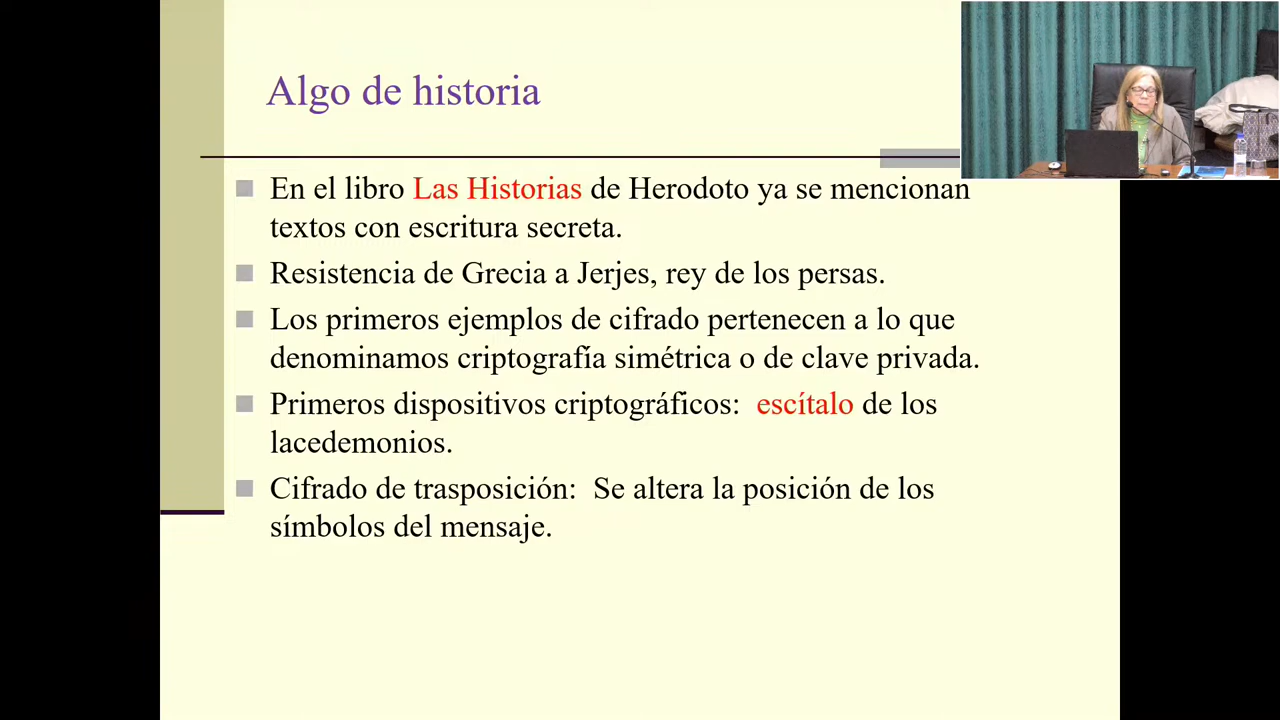 Algo de historia
En el libro Las Historias de Herodoto ya se mencionan
textos con escritura secreta.
Resistencia de Grecia a Jerjes, rey de los persas.
Los primeros ejemplos de cifrado pertenecen a lo que
denominamos criptografía simétrica o de clave privada.
Primeros dispositivos criptográficos: escítalo de los
lacedemonios.
Cifrado de trasposición: Se altera la posición de los
símbolos del mensaje.